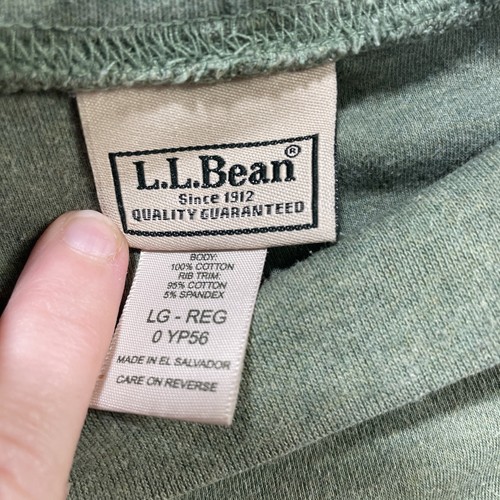 L.L.Bean®
Since 1912
QUALITY GUARANTEED
BODY:
100% COTTON
RIB TRIM:
95% COTTON
5% SPANDEX
LG - REG
0 YP56
MADE IN EL SALVADOR
CARE ON REVERSE